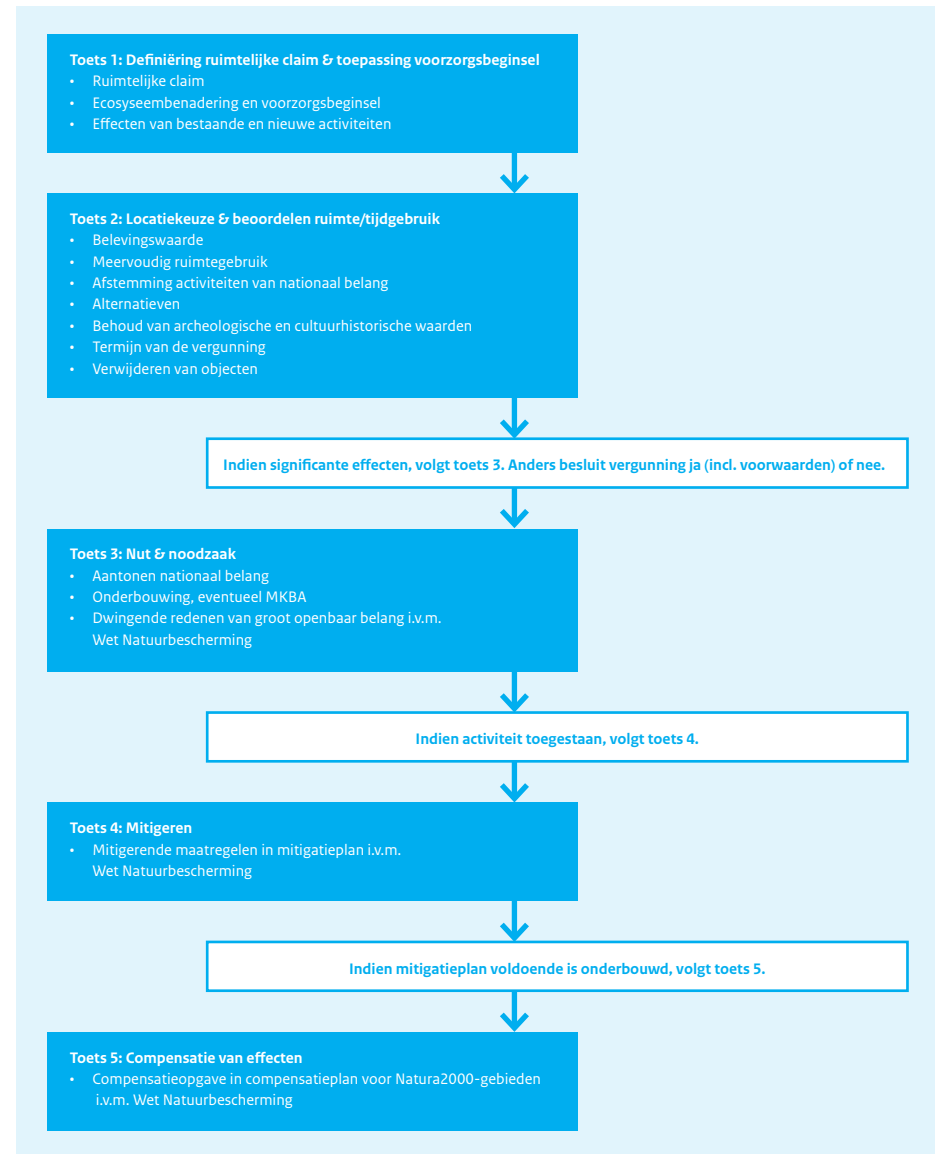 Toets 1: Definiëring ruimtelijke claim & toepassing voorzorgsbeginsel
• Ruimtelijke claim
• Ecosyseembenadering en voorzorgsbeginsel
• Effecten van bestaande en nieuwe activiteiten
Toets 2: Locatiekeuze & beoordelen ruimte/tijdgebruik
• Belevingswaarde
• Meervoudig ruimtegebruik
• Afstemming activiteiten van nationaal belang
• Alternatieven
• Behoud van archeologische en cultuurhistorische waarden
• Termijn van de vergunning
• Verwijderen van objecten
Indien significante effecten, volgt toets 3. Anders besluit vergunning ja (incl. voorwaarden) of nee.
Toets 3: Nut & noodzaak
• Aantonen nationaal belang
• Onderbouwing, eventueel MKBA
• Dwingende redenen van groot openbaar belang i.v.m.
Wet Natuurbescherming
Indien activiteit toegestaan, volgt toets 4.
Toets 4: Mitigeren
• Mitigerende maatregelen in mitigatieplan i.v.m.
Wet Natuurbescherming
Indien mitigatieplan voldoende is onderbouwd, volgt toets 5.
Toets 5: Compensatie van effecten
• Compensatieopgave in compensatieplan voor Natura2000-gebieden
i.v.m. Wet Natuurbescherming